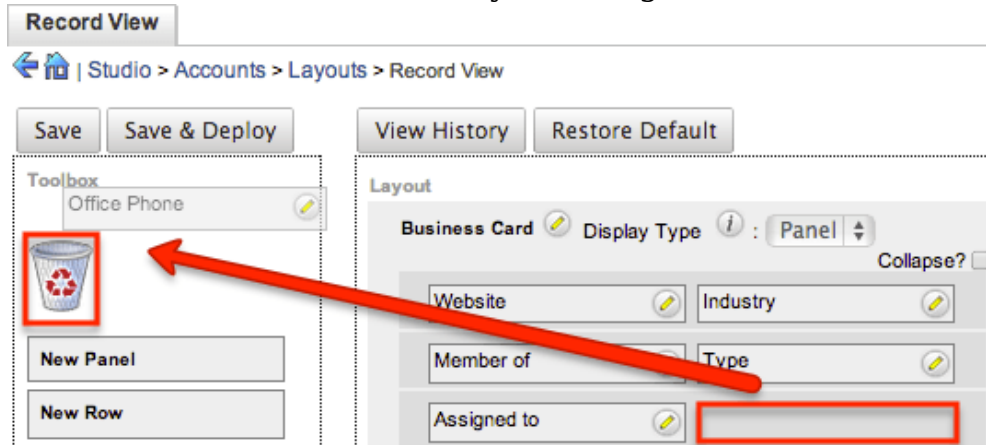 Record View
| Studio > Accounts > Layouts > Record View
Save Save & Deploy View History Restore Default
Toolbox
Office Phone
Layout
Business Card Display Type i : Panel
Collapse?
Website Industry
Member of Type
New Panel
New Row
Assigned to